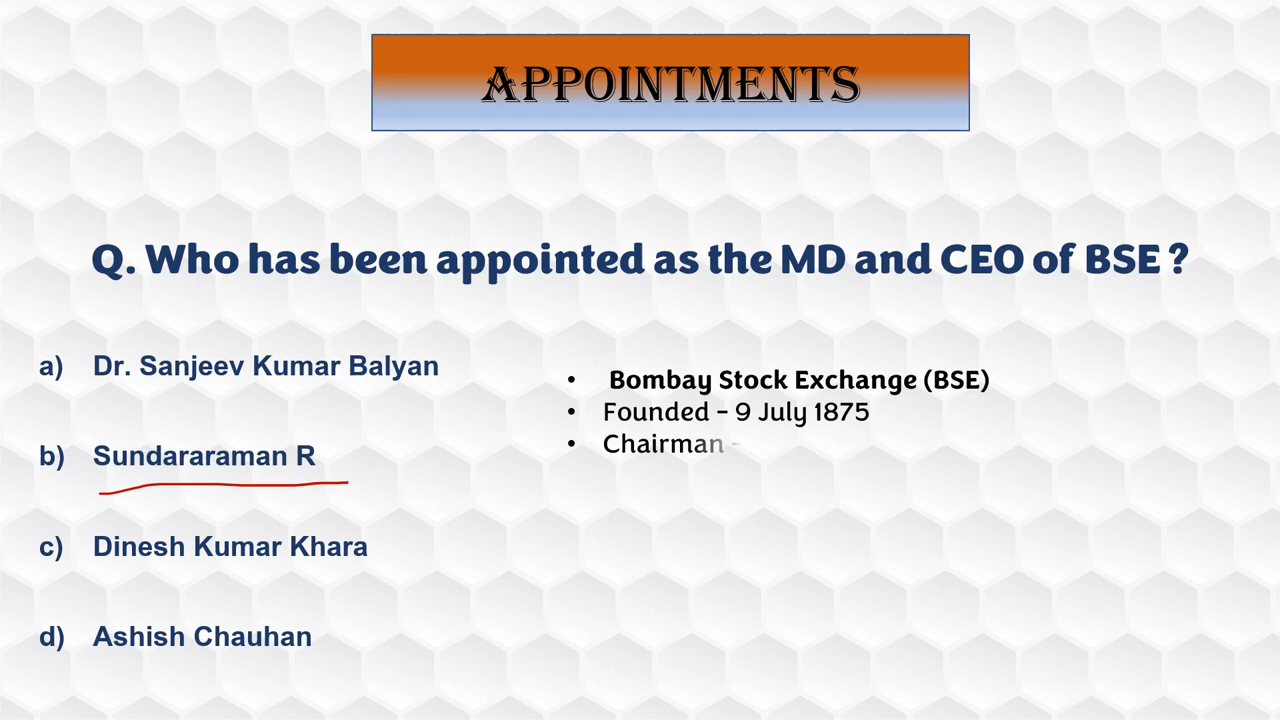 APPOINTMENTS
Q. Who has been appointed as the MD and CEO of BSE ?
a) Dr. Sanjeev Kumar Balyan
b) Sundararaman R
c) Dinesh Kumar Khara
d) Ashish Chauhan
• Bombay Stock Exchange (BSE)
• Founded – 9 July 1875
• Chairman -